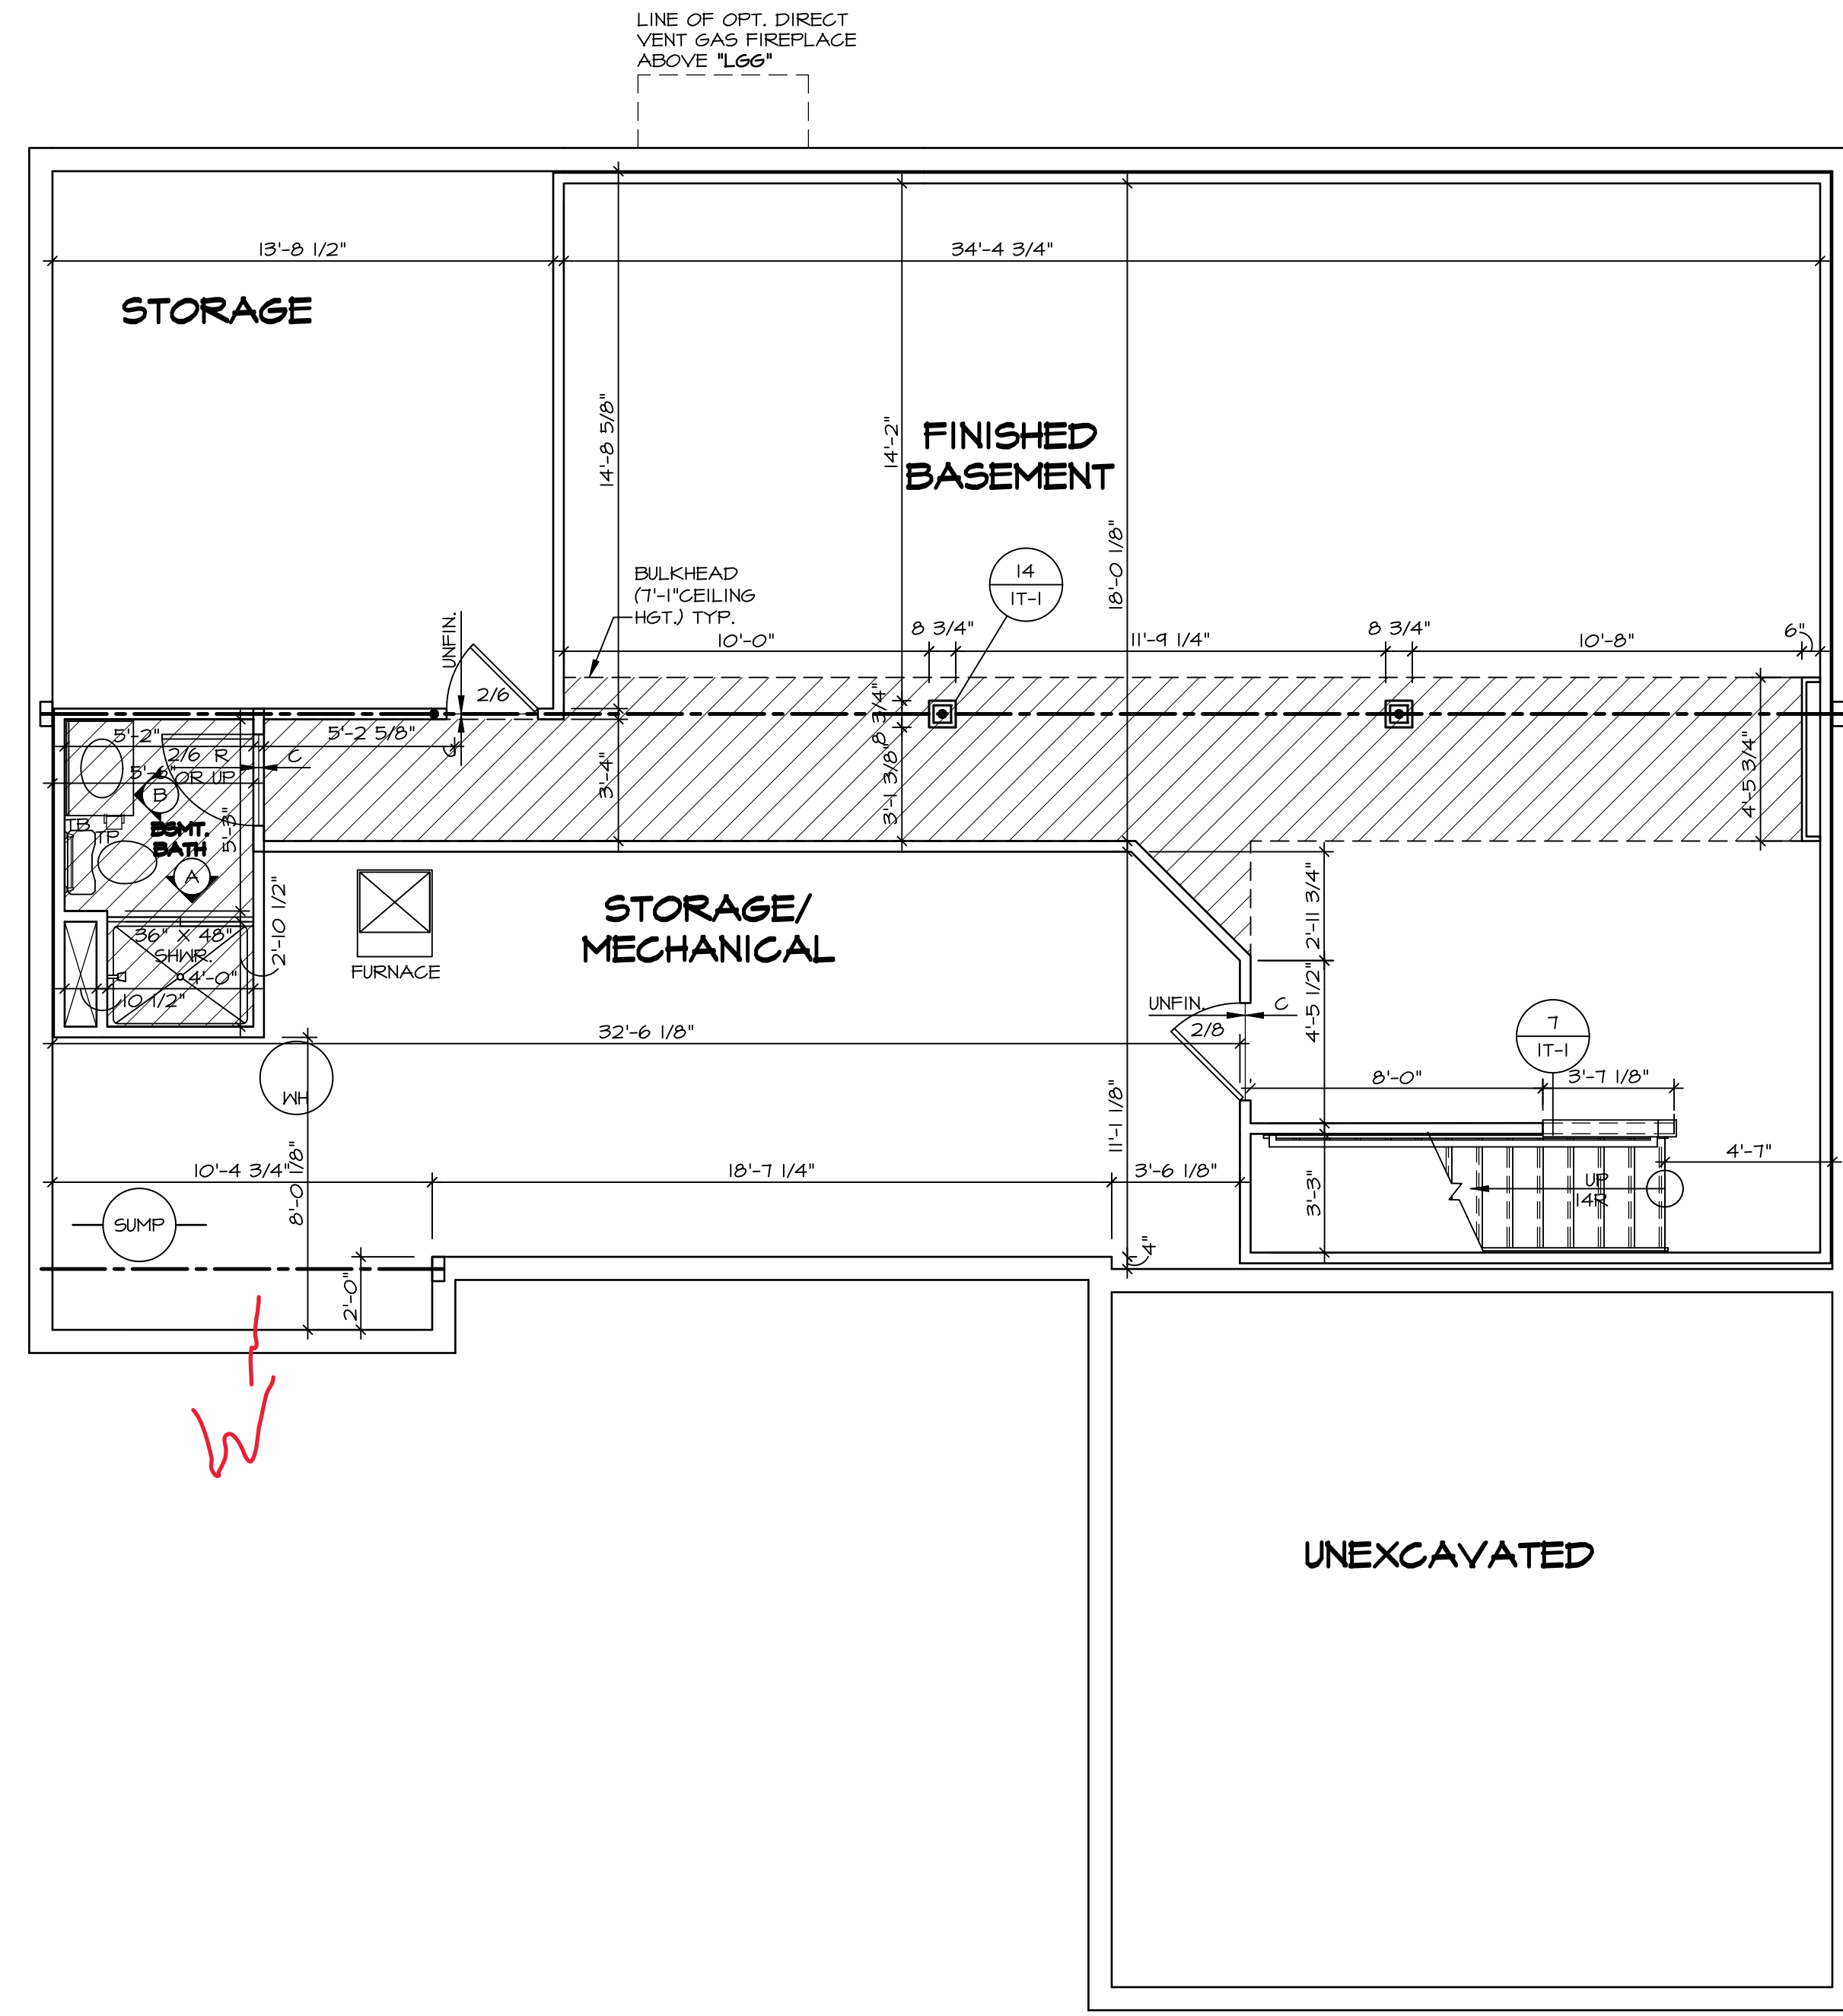 LINE OF OPT. DIRECT
VENT GAS FIREPLACE
ABOVE "LGG"
13'-8 1/2"
34'-4 3/4"
STORAGE
14'-8 5/8"
14'-2"
FINISHED
BASEMENT
18'-0 1/8"
14
1T-1
BULKHEAD
(7'-1"CEILING
HGT.) TYP.
UNFIN.
10'-0"
8 3/4"
11'-9 1/4"
8 3/4"
10'-8"
6"
2/6
8 3/4"
5'-2"
5'-2 5/8"
C
2/6 R
C
5'-6"
OR UP
B
3'-4"
3'-1 3/8"
4'-5 3/4"
TB
TP
BSMT.
BATH
5'-3"
A
2'-10 1/2"
STORAGE/
MECHANICAL
2'-11 3/4"
36" X 48"
SHWR.
4'-0"
10 1/2"
FURNACE
UNFIN.
C
2/8
4'-5 1/2"
32'-6 1/8"
7
1T-1
WH
8'-0"
3'-7 1/8"
11'-1 1/8"
10'-4 3/4"
8'-0 1/8"
18'-7 1/4"
3'-6 1/8"
4'-7"
3'-3"
UP
14R
SUMP
4"
2'-0"
W
UNEXCAVATED